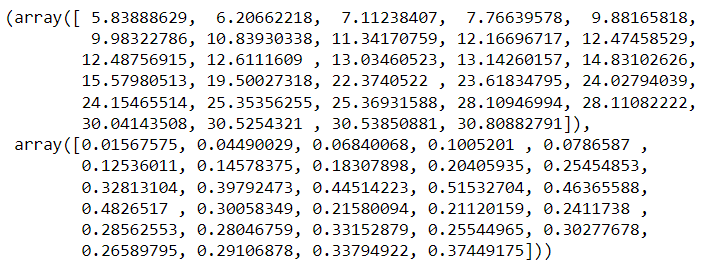 (array([ 5.83888629,  6.20662218,  7.11238407,  7.76639578,  9.88165818,
        9.98322786, 10.83930338, 11.34170759, 12.16696717, 12.47458529,
       12.48756915, 12.6111609 , 13.03460523, 13.14260157, 14.83102626,
       15.57980513, 19.50027318, 22.3740522 , 23.61834795, 24.02794039,
       24.15465514, 25.35356255, 25.36931588, 28.10946994, 28.11082222,
       30.04143508, 30.5254321 , 30.53850881, 30.80882791]),
 array([0.01567575, 0.04490029, 0.06840068, 0.1005201 , 0.0786587 ,
       0.12536011, 0.14578375, 0.18307898, 0.20405935, 0.25454853,
       0.32813104, 0.39792473, 0.44514223, 0.51532704, 0.46365588,
       0.4826517 , 0.30058349, 0.21580094, 0.21120159, 0.2411738 ,
       0.28562553, 0.28046759, 0.33152879, 0.25544965, 0.30277678,
       0.26589795, 0.29106878, 0.33794922, 0.37449175]))